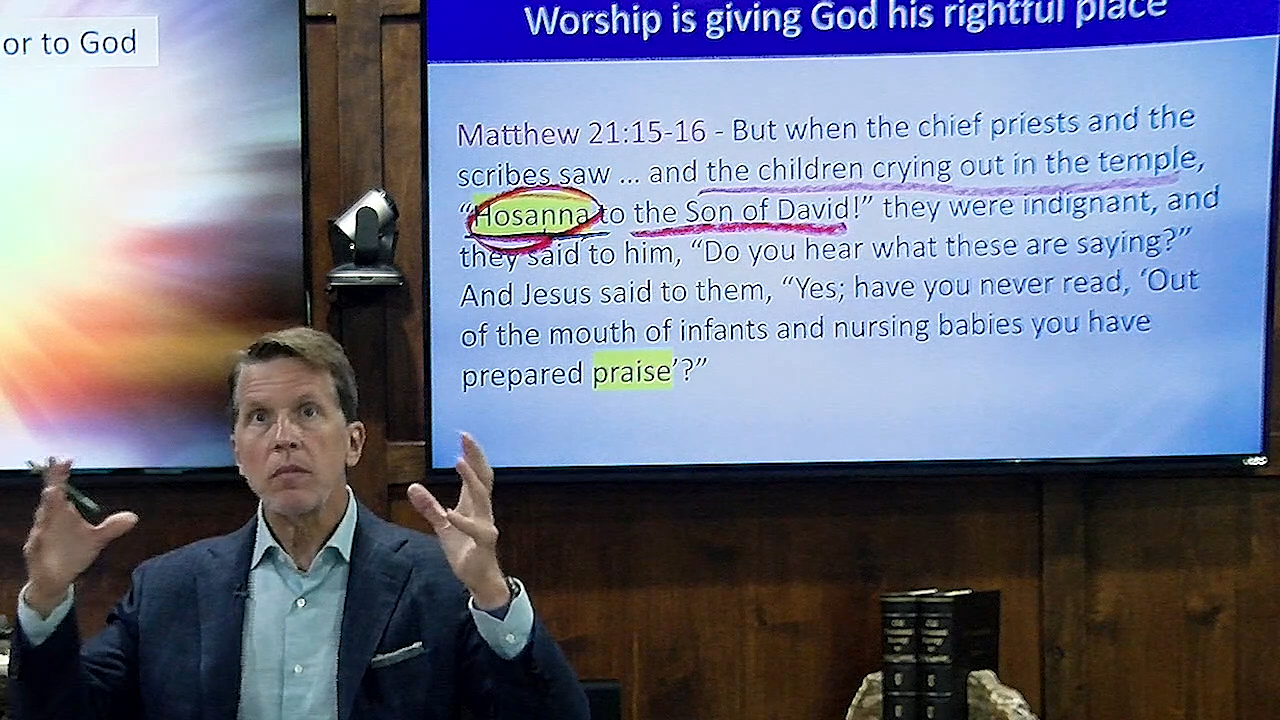 or to God
Worship is giving God his rightful place
Matthew 21:15-16 - But when the chief priests and the
scribes saw ... and the children crying out in the temple,
“Hosanna to the Son of David!” they were indignant, and
they said to him, “Do you hear what these are saying?”
And Jesus said to them, “Yes; have you never read, ‘Out
of the mouth of infants and nursing babies you have
prepared praise’?”